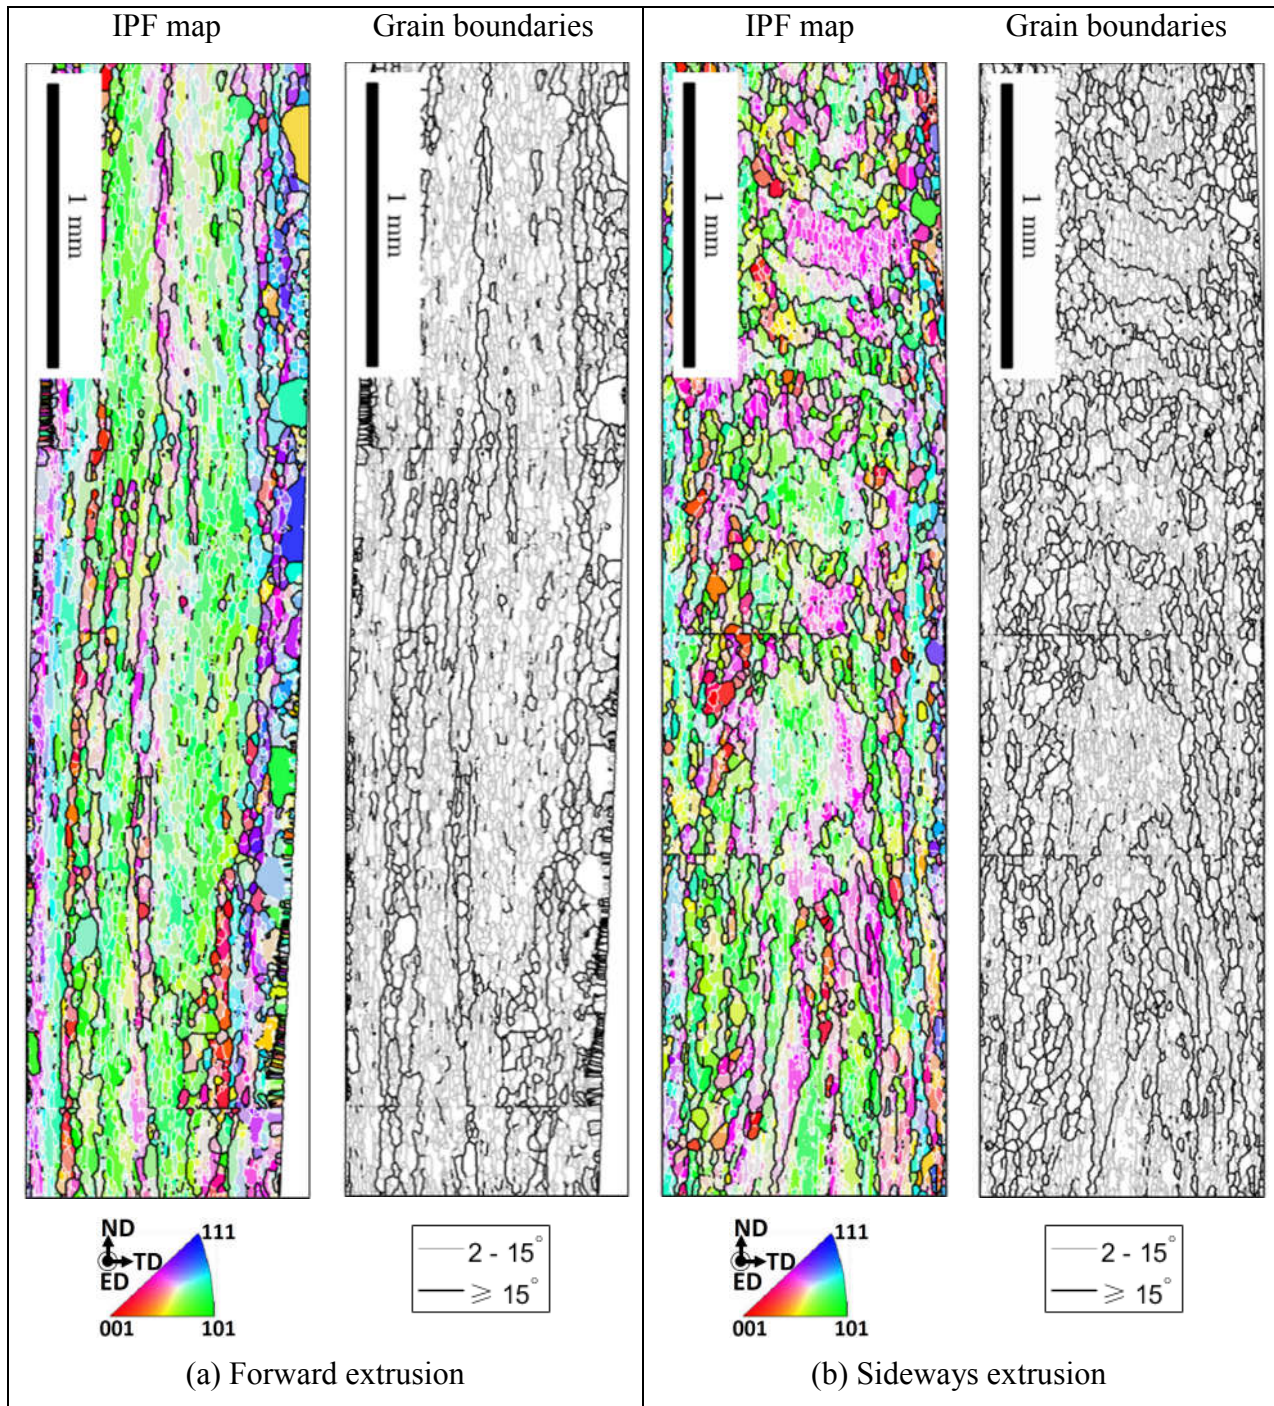 IPF map
Grain boundaries
IPF map
Grain boundaries
1 mm
1 mm
1 mm
1 mm
ND
TD
ED
111
001
101
2 - 15°
≥ 15°
ND
TD
ED
111
001
101
2 - 15°
≥ 15°
(a) Forward extrusion
(b) Sideways extrusion